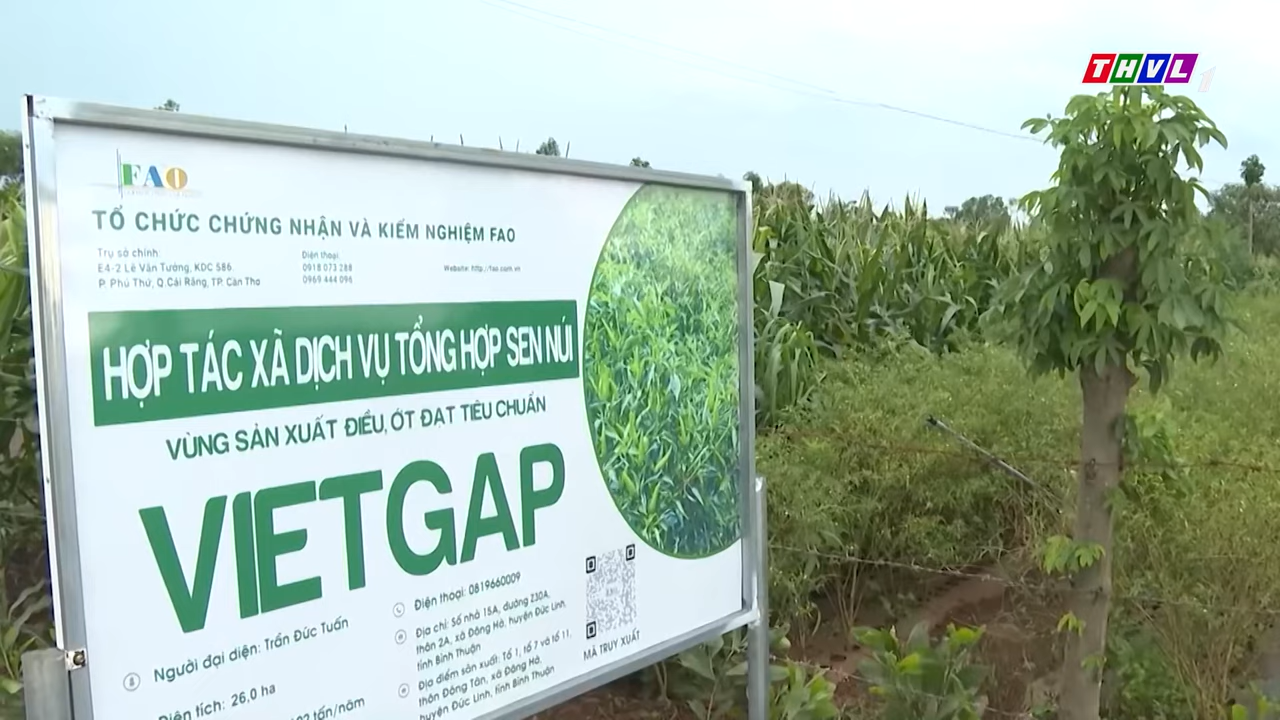 THVL
FAO
TỔ CHỨC CHỨNG NHẬN VÀ KIỂM NGHIỆM FAO
Trụ sở chính:
E4-2 Lê Văn Tưởng, KDC 586
P. Phú Thứ, Q.Cái Răng, TP. Cần Thơ
Điện thoại:
0918 073 288
0969 444 096
Website: http://fao.com.vn
HỢP TÁC XÃ DỊCH VỤ TỔNG HỢP SEN NÚI
VÙNG SẢN XUẤT ĐIỀU, ỚT ĐẠT TIÊU CHUẨN
VIETGAP
Người đại diện: Trần Đức Tuấn
Diện tích: 26,0 ha
tấn/năm
Điện thoại: 0819660009
Địa chỉ: Số nhà 15A, đường Z30A,
thôn 2A, xã Đông Hà, huyện Đức Linh,
tỉnh Bình Thuận
Địa điểm sản xuất: Tổ 1, tổ 7 và tổ 11,
thôn Đông Tân, xã Đông Hà,
huyện Đức Linh, tỉnh Bình Thuận
MÃ TRUY XUẤT